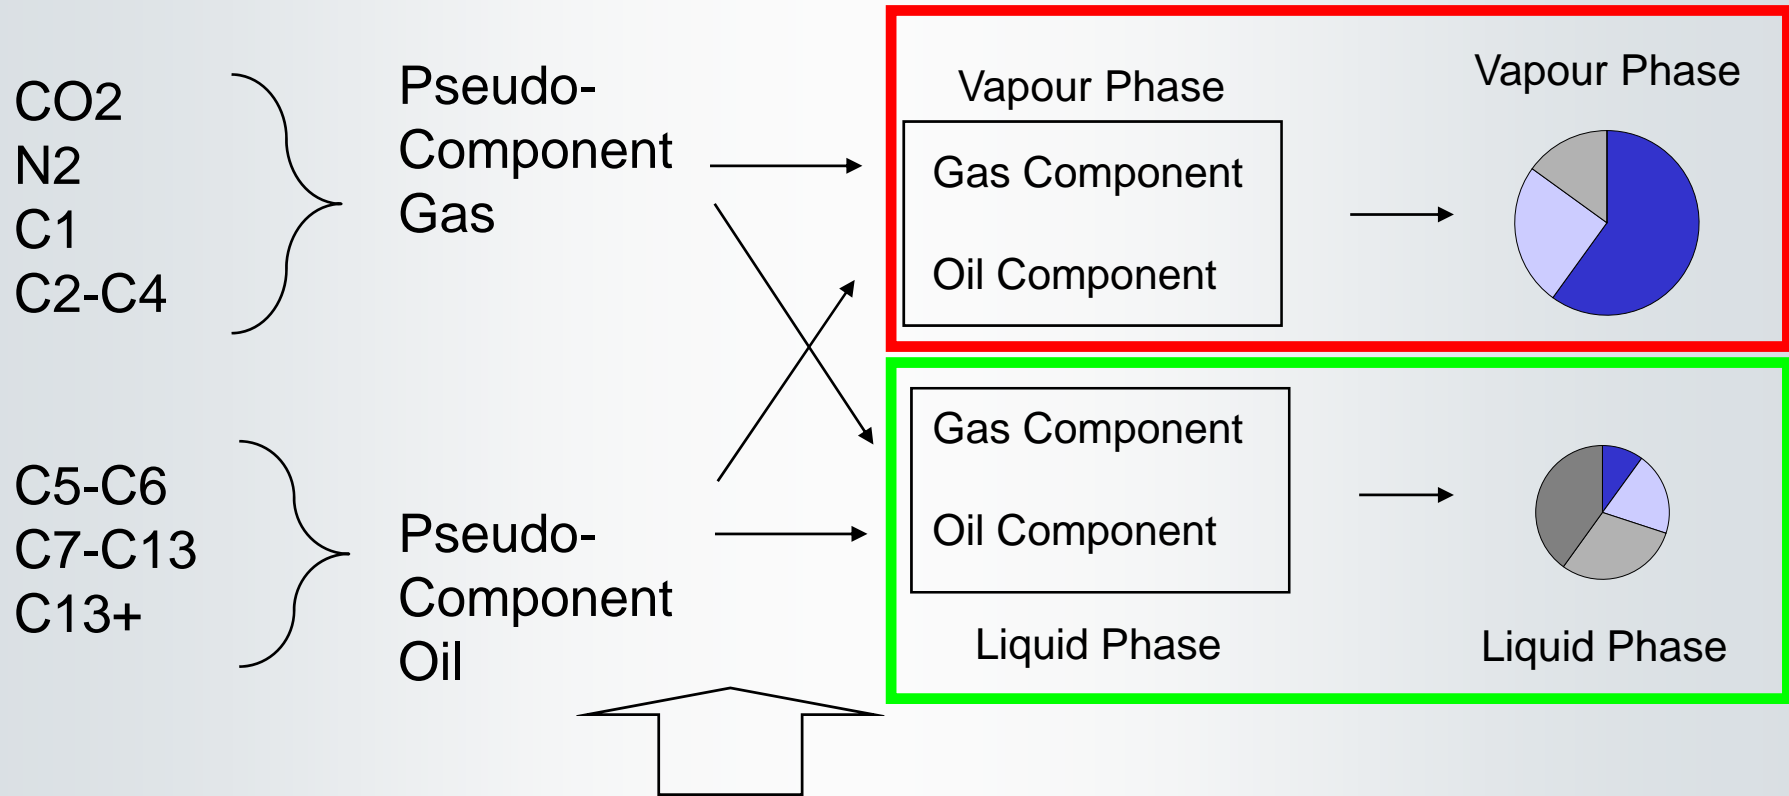 CO2
N2
C1
C2-C4
Pseudo-
Component
Gas
C5-C6
C7-C13
C13+
Pseudo-
Component
Oil
Vapour Phase
Gas Component
Oil Component
Vapour Phase
Gas Component
Oil Component
Liquid Phase
Liquid Phase